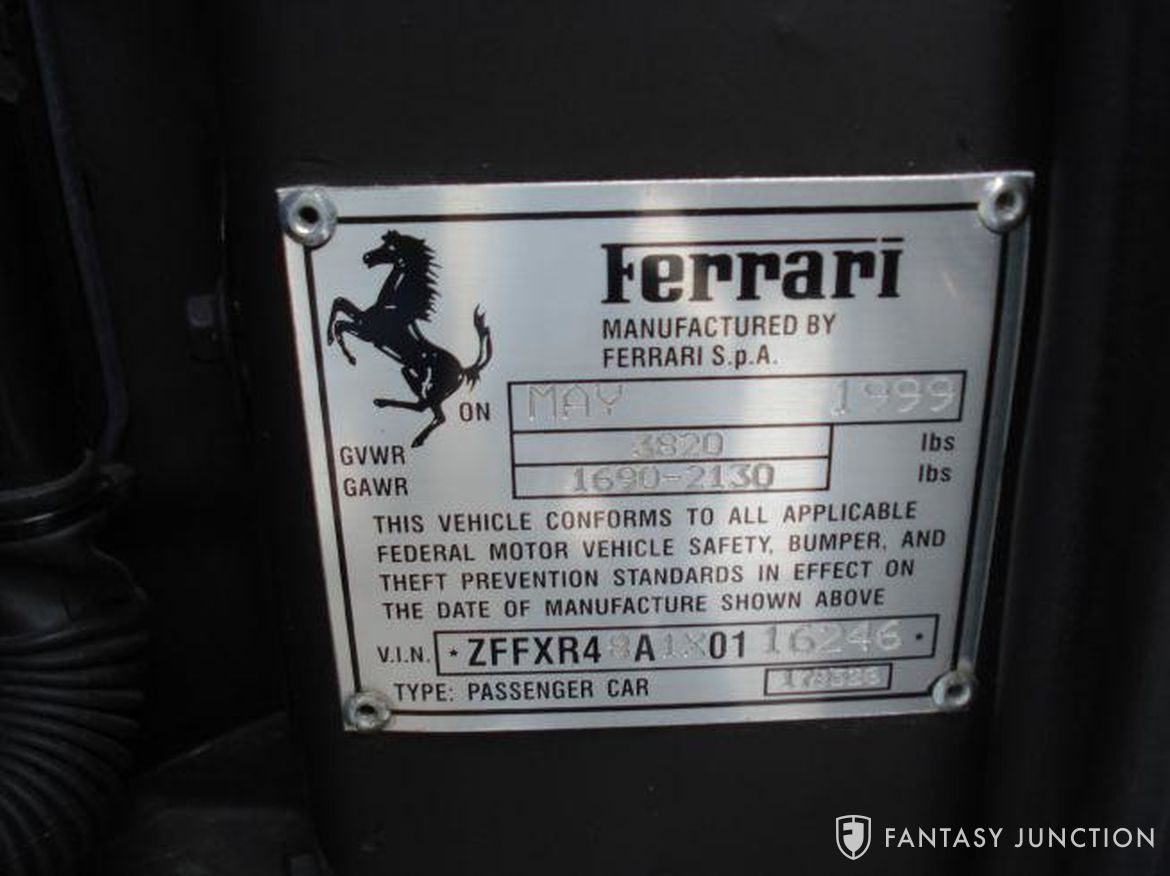 Ferrari
MANUFACTURED BY
FERRARI S.p.A.
ON MAY 1999
GVWR 3820 lbs
GAWR 1690-2130 lbs
THIS VEHICLE CONFORMS TO ALL APPLICABLE
FEDERAL MOTOR VEHICLE SAFETY, BUMPER, AND
THEFT PREVENTION STANDARDS IN EFFECT ON
THE DATE OF MANUFACTURE SHOWN ABOVE
V.I.N. * ZFFXR48A1X0116246 *
TYPE: PASSENGER CAR
FANTASY JUNCTION